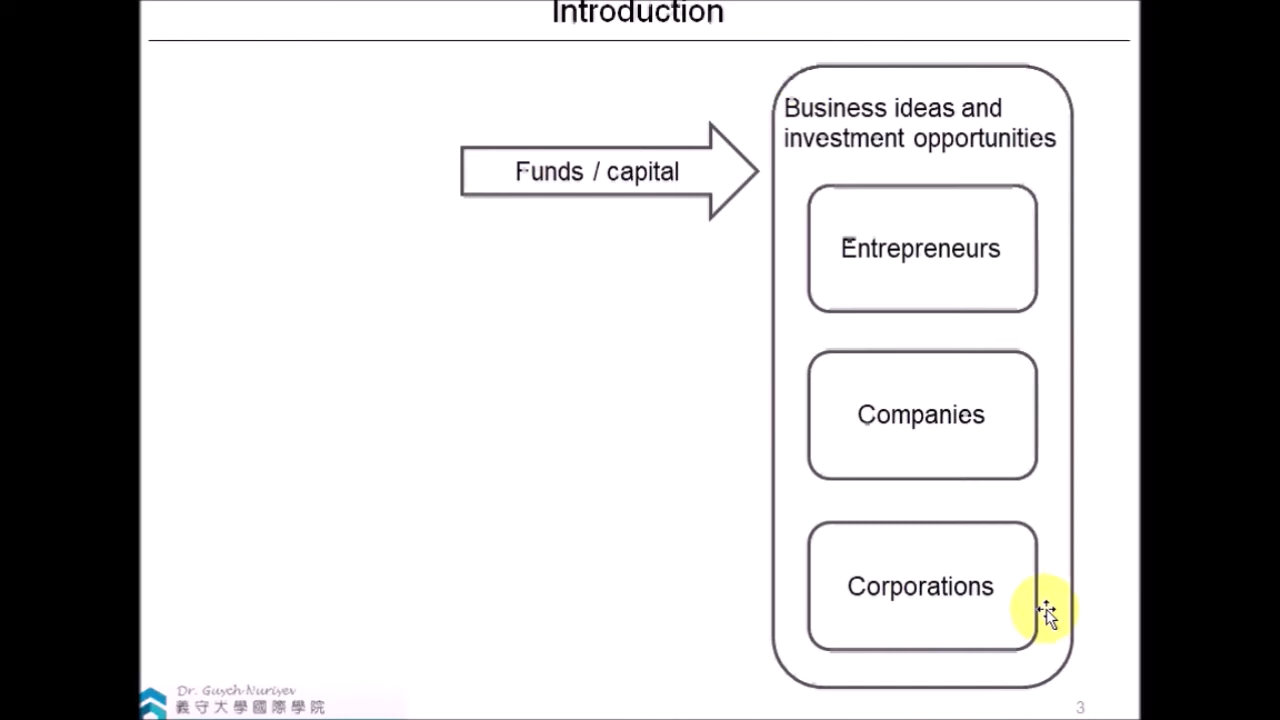 Introduction
Business ideas and
investment opportunities
Funds / capital
Entrepreneurs
Companies
Corporations
Dr. Guych Nuriyev
義守大學國際學院
3